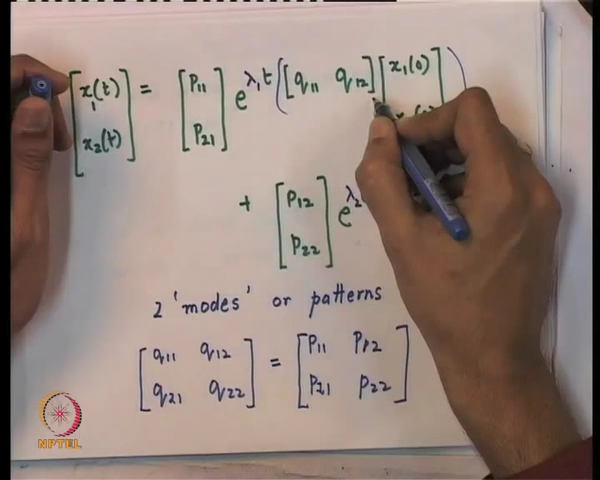 [x₁(t) x₂(t)] = [p₁₁ p₂₁] e^λ₁t ([q₁₁ q₁₂] [x₁(0)
+ [p₁₂ p₂₂] e^λ₂
2 'modes' or patterns
[q₁₁ q₁₂ q₂₁ q₂₂] = [p₁₁ p₁₂ p₂₁ p₂₂]
NPTEL